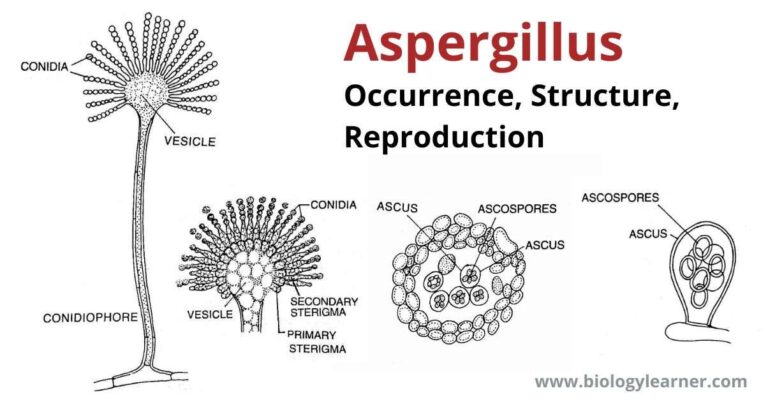 Aspergillus
Occurrence, Structure,
Reproduction
CONIDIA
VESICLE
CONIDIOPHORE
CONIDIA
VESICLE
SECONDARY
STERIGMA
PRIMARY
STERIGMA
ASCUS
ASCOSPORES
ASCUS
ASCOSPORES
ASCUS
www.biologylearner.com